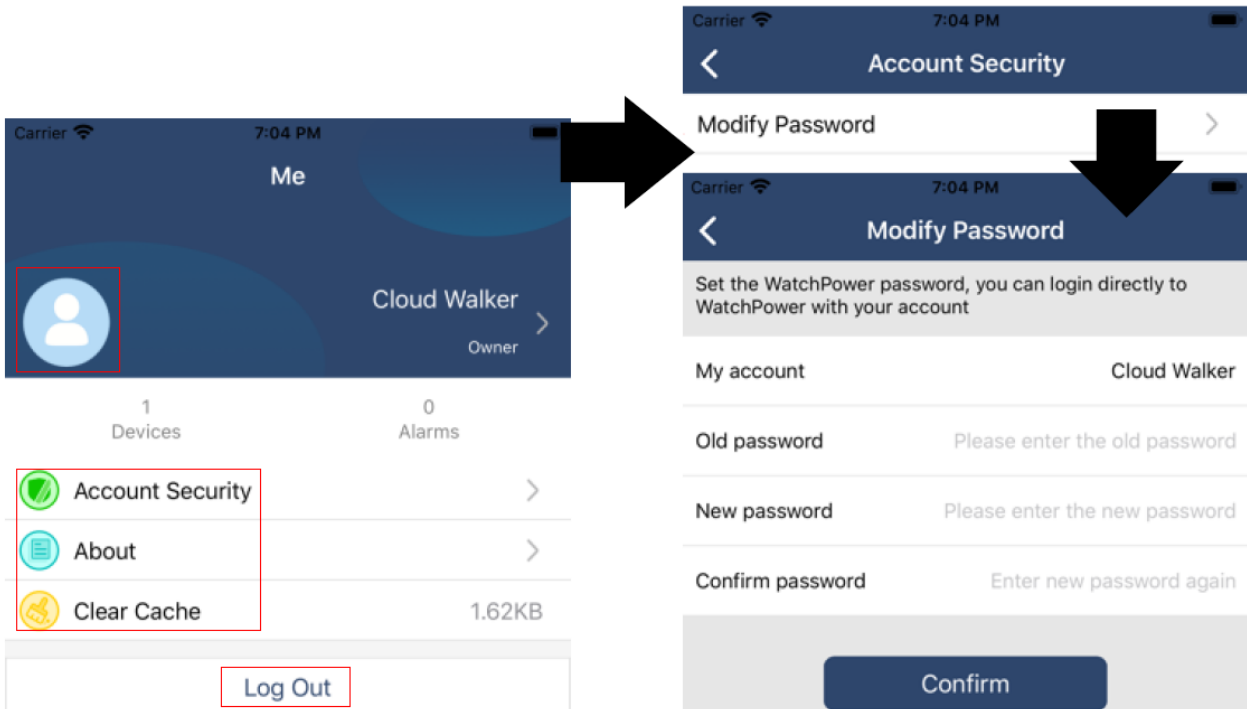 Carrier 7:04 PM
Me
Cloud Walker
Owner
1
Devices
0
Alarms
Account Security
About
Clear Cache 1.62KB
Log Out
Carrier 7:04 PM
Account Security
Modify Password
Carrier 7:04 PM
Modify Password
Set the WatchPower password, you can login directly to
WatchPower with your account
My account Cloud Walker
Old password Please enter the old password
New password Please enter the new password
Confirm password Enter new password again
Confirm